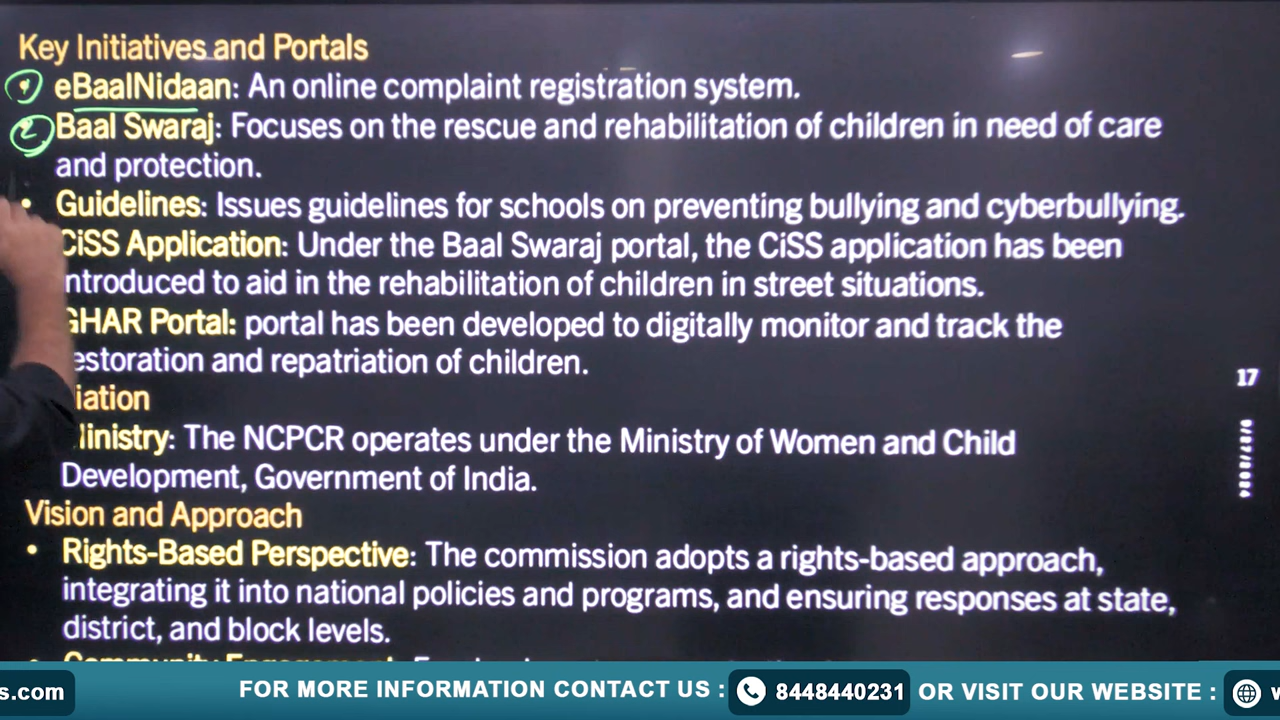 Key Initiatives and Portals
1 eBaalNidaan: An online complaint registration system.
2 Baal Swaraj: Focuses on the rescue and rehabilitation of children in need of care
and protection.
• Guidelines: Issues guidelines for schools on preventing bullying and cyberbullying.
CiSS Application: Under the Baal Swaraj portal, the CiSS application has been
ntroduced to aid in the rehabilitation of children in street situations.
GHAR Portal: portal has been developed to digitally monitor and track the
estoration and repatriation of children.
17
iation
linistry: The NCPCR operates under the Ministry of Women and Child
Development, Government of India.
Vision and Approach
• Rights-Based Perspective: The commission adopts a rights-based approach,
integrating it into national policies and programs, and ensuring responses at state,
district, and block levels.
s.com
FOR MORE INFORMATION CONTACT US : 8448440231 OR VISIT OUR WEBSITE : w